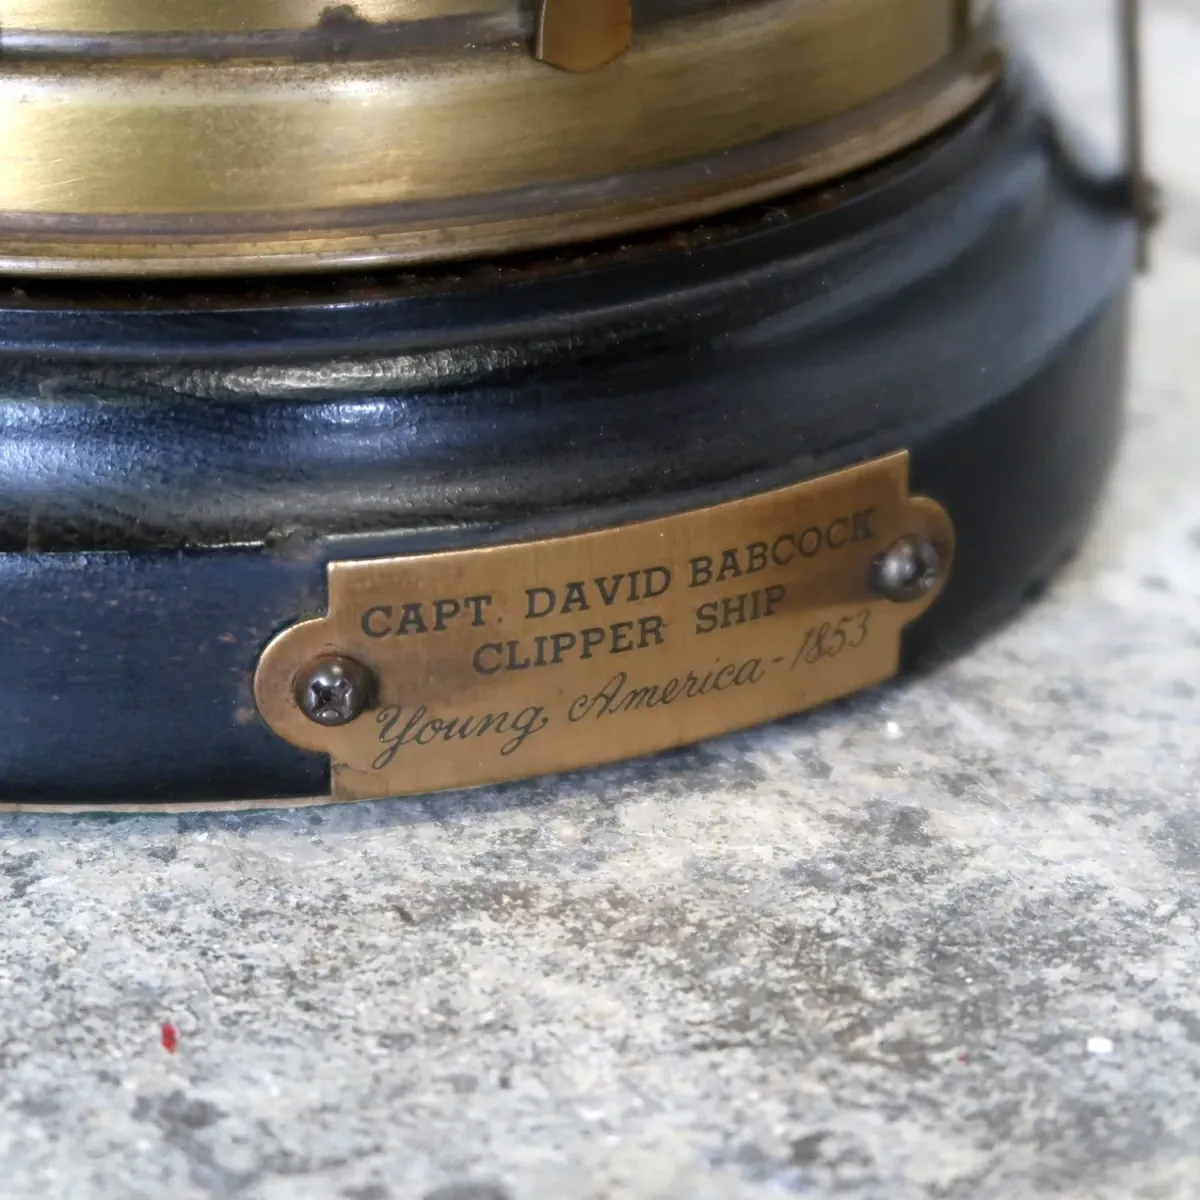 CAPT. DAVID BABCOCK
CLIPPER SHIP
Young America - 1853